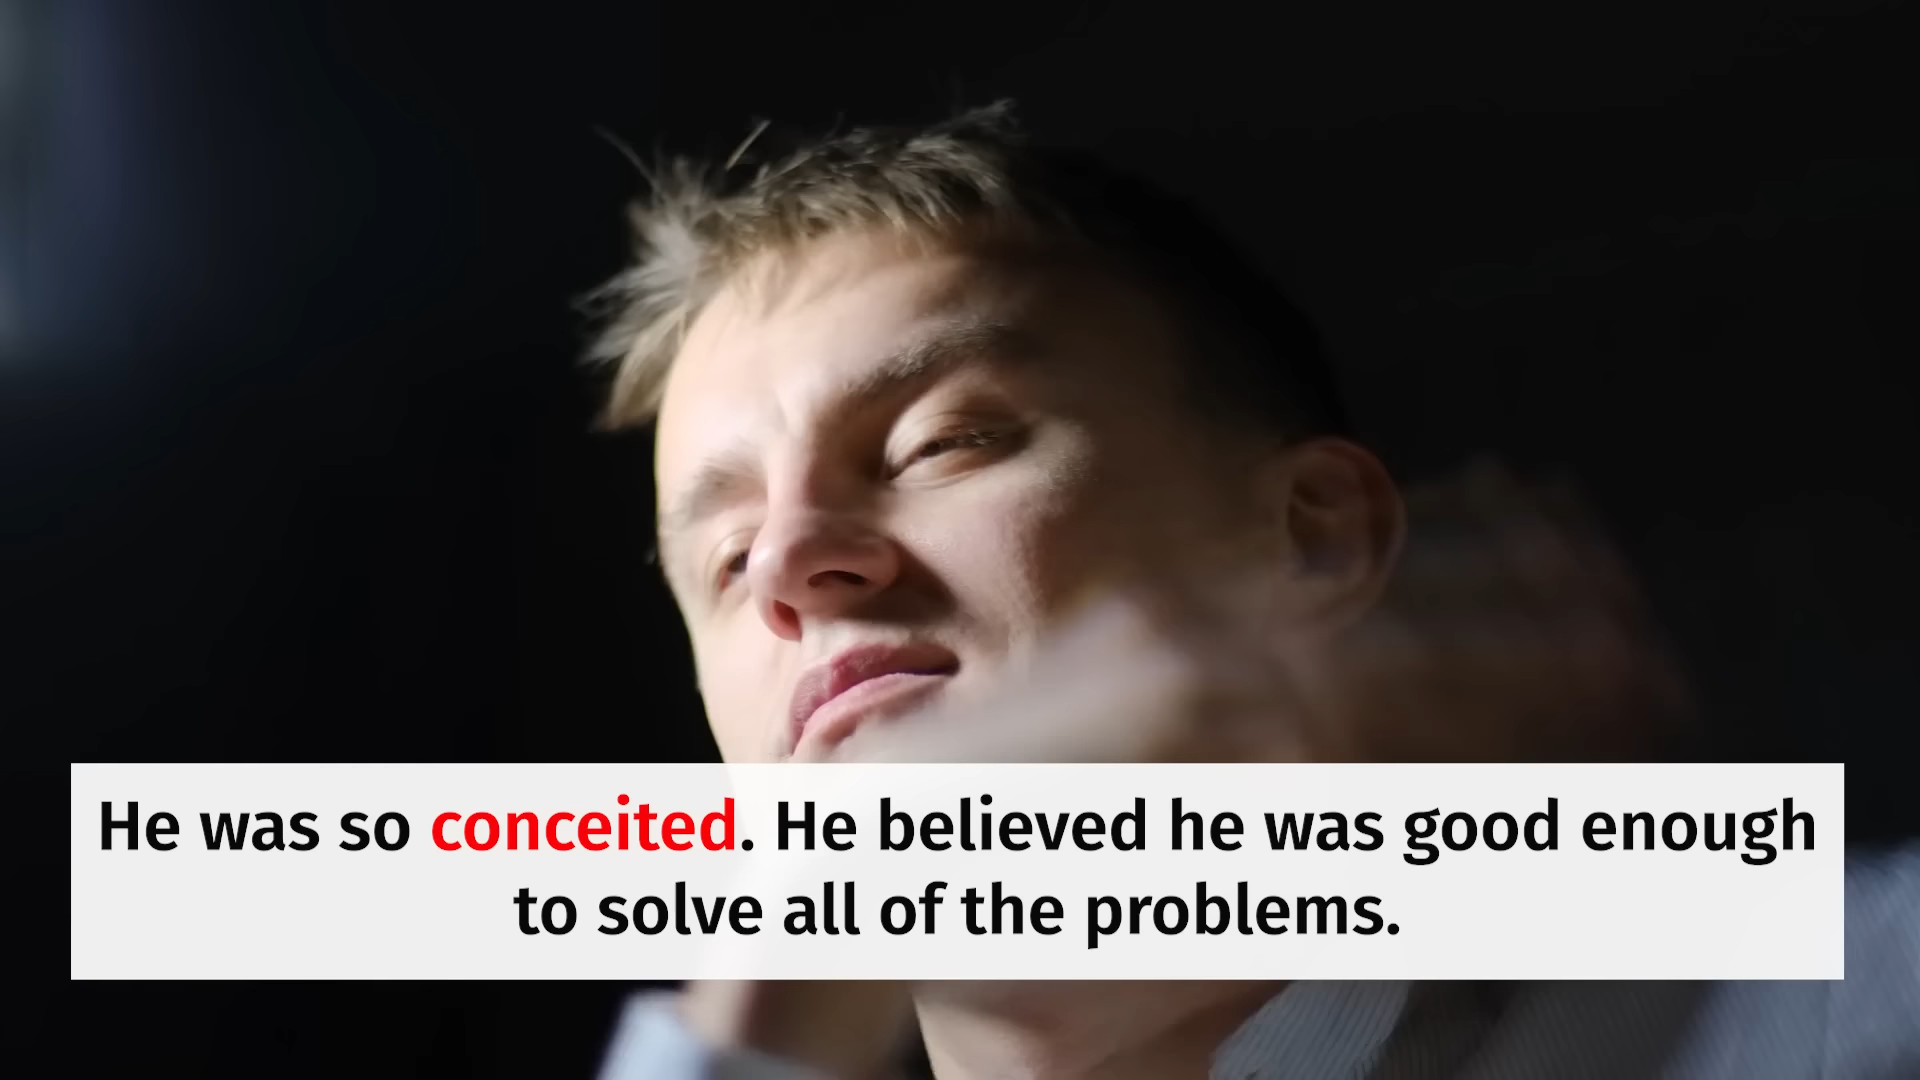 He was so conceited. He believed he was good enough
to solve all of the problems.